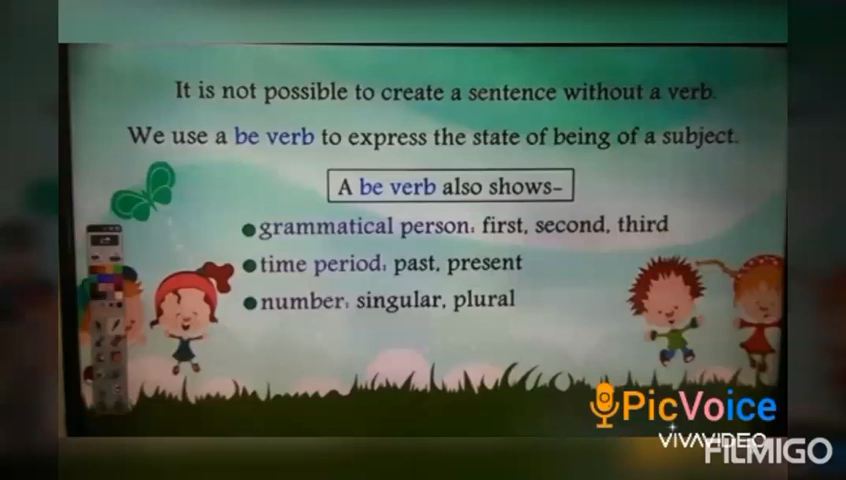 It is not possible to create a sentence without a verb.
We use a be verb to express the state of being of a subject.
A be verb also shows-
grammatical person: first, second, third
time period: past, present
number: singular, plural
PicVoice
VIVAVIDEO
FILMIGO